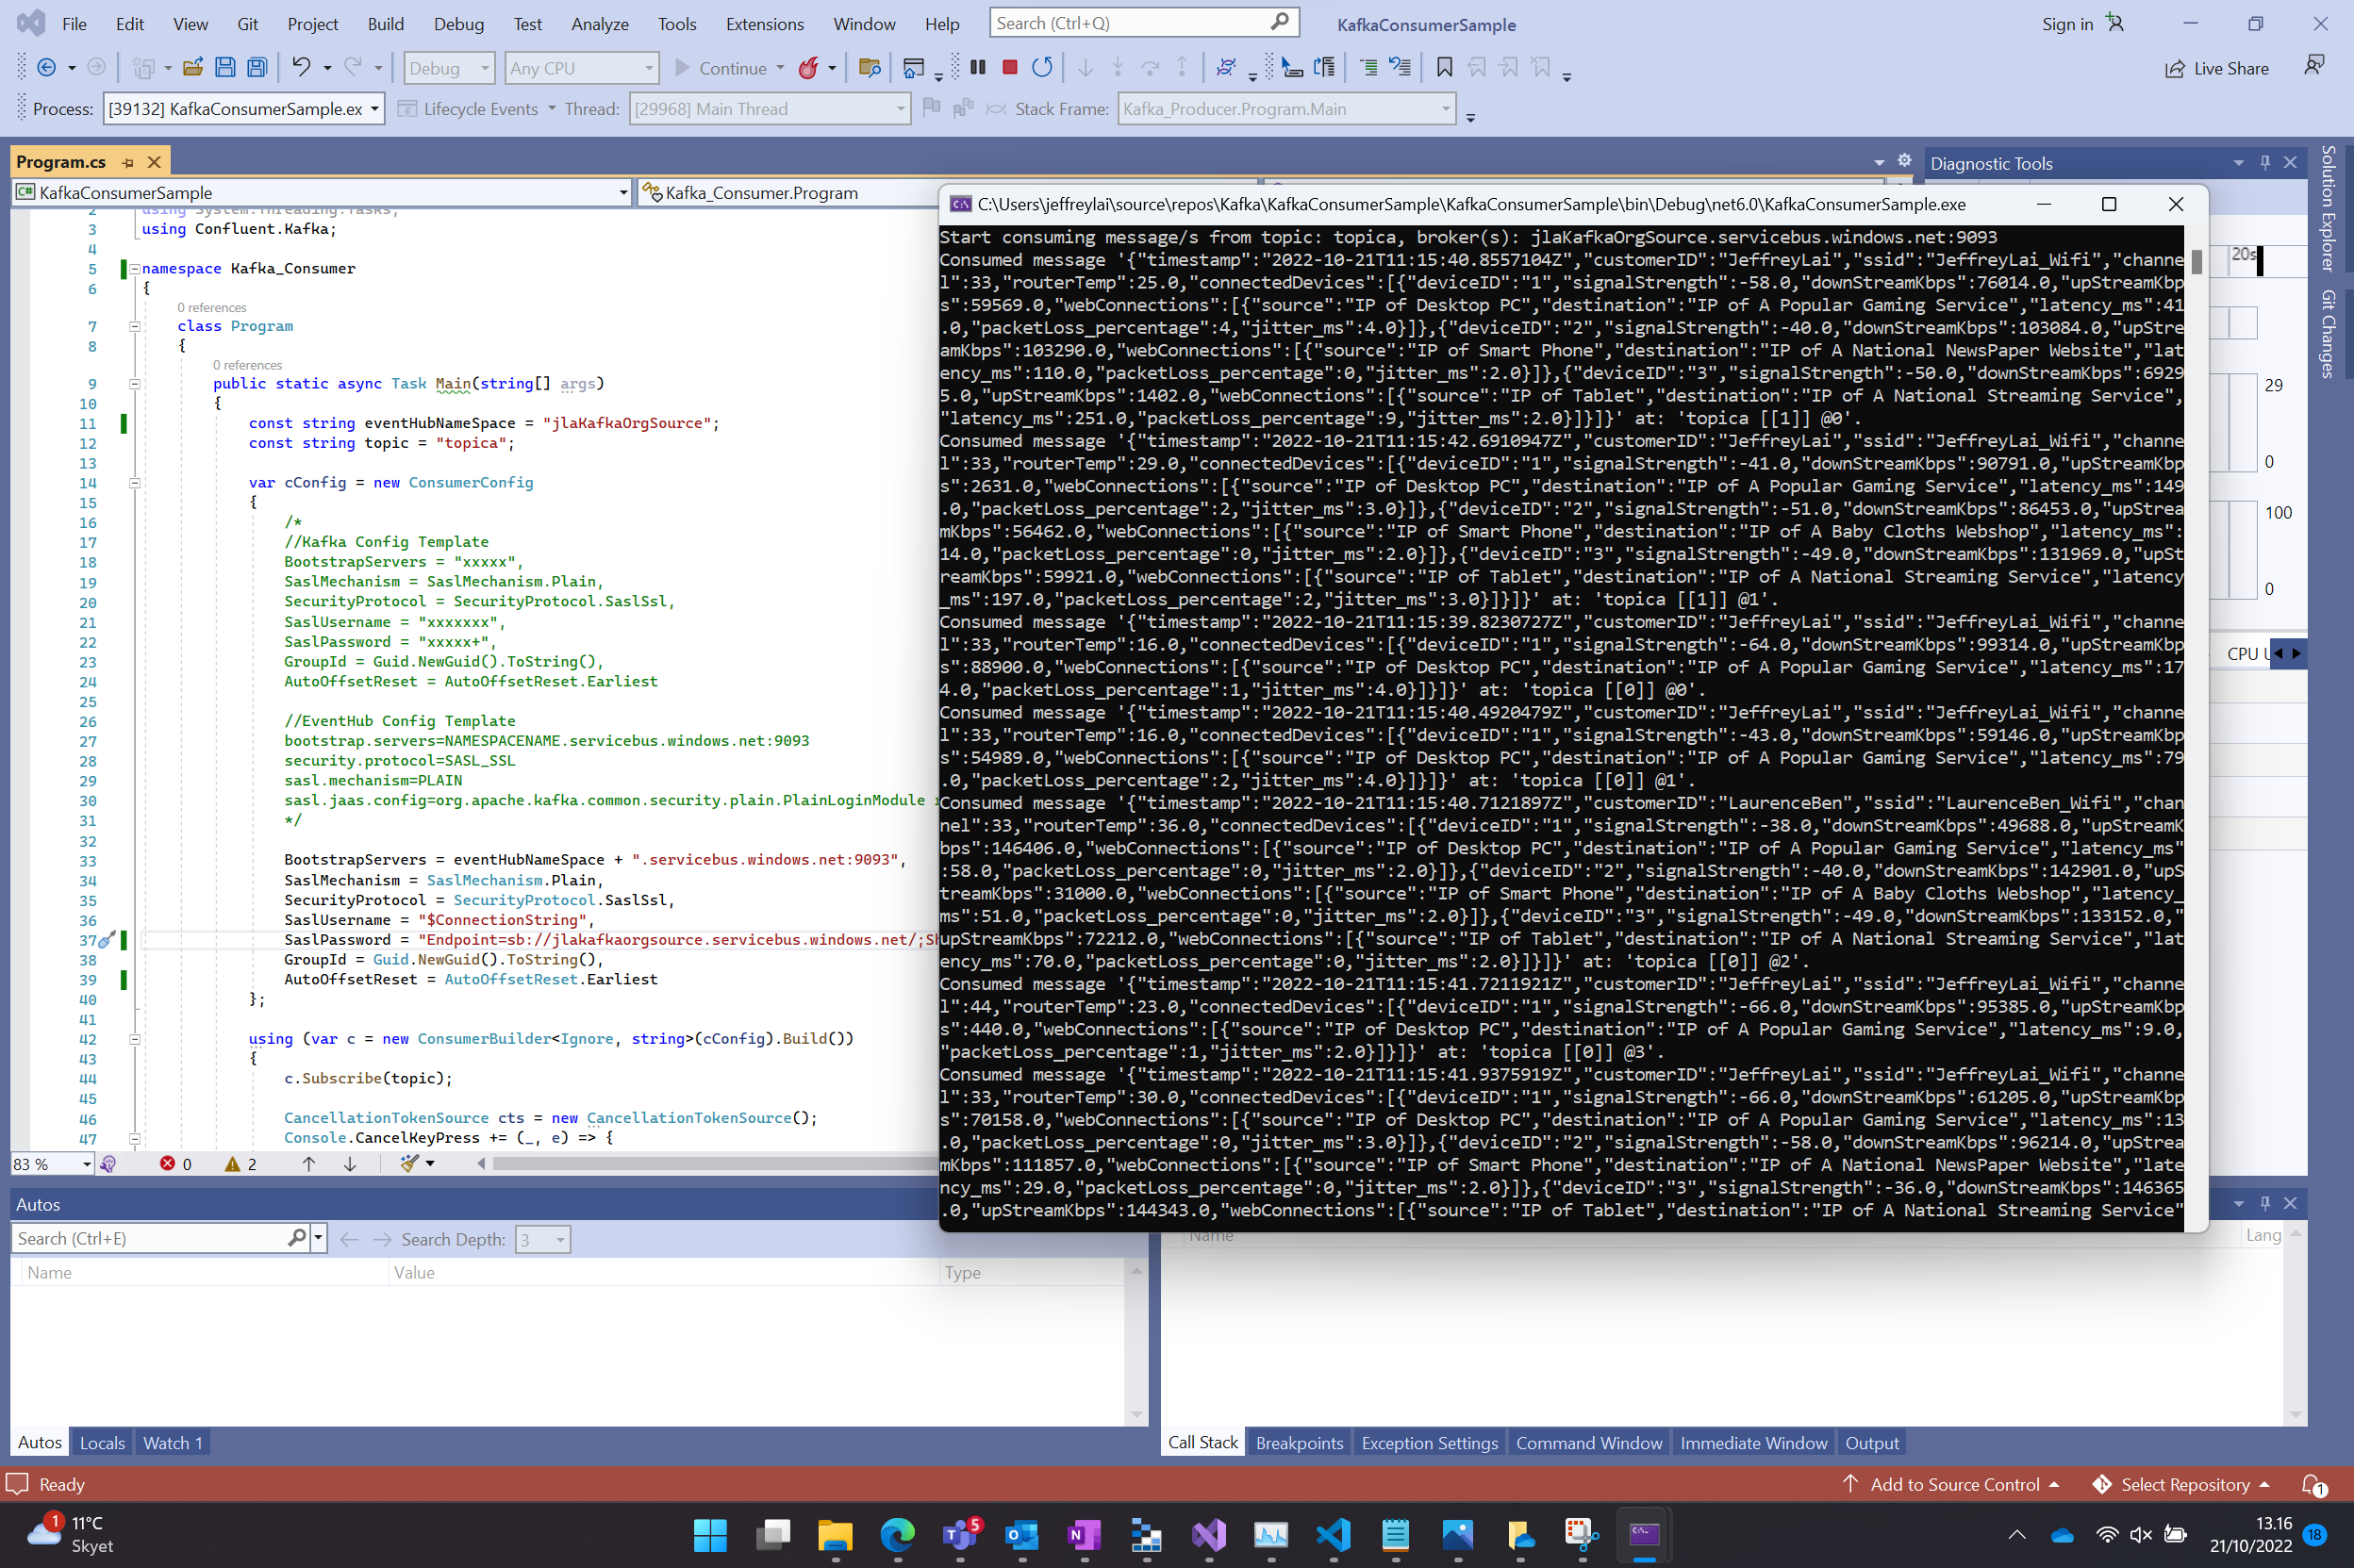 File Edit View Git Project Build Debug Test Analyze Tools Extensions Window Help Search (Ctrl+Q) KafkaConsumerSample Sign in
Debug Any CPU Continue Live Share
Process: [39132] KafkaConsumerSample.ex Lifecycle Events Thread: [29968] Main Thread Stack Frame: Kafka_Producer.Program.Main
Program.cs
C# KafkaConsumerSample Kafka_Consumer.Program
2 using System.Threading.Tasks;
3 using Confluent.Kafka;
4
5 namespace Kafka_Consumer
6 {
0 references
7 class Program
8 {
0 references
9 public static async Task Main(string[] args)
10 {
11 const string eventHubNameSpace = "jlaKafkaOrgSource";
12 const string topic = "topica";
13
14 var cConfig = new ConsumerConfig
15 {
16 /*
17 //Kafka Config Template
18 BootstrapServers = "xxxxx",
19 SaslMechanism = SaslMechanism.Plain,
20 SecurityProtocol = SecurityProtocol.SaslSsl,
21 SaslUsername = "xxxxxxx",
22 SaslPassword = "xxxxx+",
23 GroupId = Guid.NewGuid().ToString(),
24 AutoOffsetReset = AutoOffsetReset.Earliest
25
26 //EventHub Config Template
27 bootstrap.servers=NAMESPACENAME.servicebus.windows.net:9093
28 security.protocol=SASL_SSL
29 sasl.mechanism=PLAIN
30 sasl.jaas.config=org.apache.kafka.common.security.plain.PlainLoginModule
31 */
32
33 BootstrapServers = eventHubNameSpace + ".servicebus.windows.net:9093",
34 SaslMechanism = SaslMechanism.Plain,
35 SecurityProtocol = SecurityProtocol.SaslSsl,
36 SaslUsername = "$ConnectionString",
37 SaslPassword = "Endpoint=sb://jlakafkaorgsource.servicebus.windows.net/;
38 GroupId = Guid.NewGuid().ToString(),
39 AutoOffsetReset = AutoOffsetReset.Earliest
40 };
41
42 using (var c = new ConsumerBuilder<Ignore, string>(cConfig).Build())
43 {
44 c.Subscribe(topic);
45
46 CancellationTokenSource cts = new CancellationTokenSource();
47 Console.CancelKeyPress += (_, e) => {
83 % 0 2
C:\Users\jeffreylai\source\repos\Kafka\KafkaConsumerSample\KafkaConsumerSample\bin\Debug\net6.0\KafkaConsumerSample.exe
Start consuming message/s from topic: topica, broker(s): jlaKafkaOrgSource.servicebus.windows.net:9093
Consumed message '{"timestamp":"2022-10-21T11:15:40.8557104Z","customerID":"JeffreyLai","ssid":"JeffreyLai_Wifi","channe
l":33,"routerTemp":25.0,"connectedDevices":[{"deviceID":"1","signalStrength":-58.0,"downStreamKbps":76014.0,"upStreamKbp
s":59569.0,"webConnections":[{"source":"IP of Desktop PC","destination":"IP of A Popular Gaming Service","latency_ms":41
.0,"packetLoss_percentage":4,"jitter_ms":4.0}]},{"deviceID":"2","signalStrength":-40.0,"downStreamKbps":103084.0,"upStre
amKbps":103290.0,"webConnections":[{"source":"IP of Smart Phone","destination":"IP of A National NewsPaper Website","lat
ency_ms":110.0,"packetLoss_percentage":0,"jitter_ms":2.0}]},{"deviceID":"3","signalStrength":-50.0,"downStreamKbps":6929
5.0,"upStreamKbps":1402.0,"webConnections":[{"source":"IP of Tablet","destination":"IP of A National Streaming Service",
"latency_ms":251.0,"packetLoss_percentage":9,"jitter_ms":2.0}]}]}' at: 'topica [[1]] @0'.
Consumed message '{"timestamp":"2022-10-21T11:15:42.6910947Z","customerID":"JeffreyLai","ssid":"JeffreyLai_Wifi","channe
l":33,"routerTemp":29.0,"connectedDevices":[{"deviceID":"1","signalStrength":-41.0,"downStreamKbps":90791.0,"upStreamKbp
s":2631.0,"webConnections":[{"source":"IP of Desktop PC","destination":"IP of A Popular Gaming Service","latency_ms":149
.0,"packetLoss_percentage":2,"jitter_ms":3.0}]},{"deviceID":"2","signalStrength":-51.0,"downStreamKbps":86453.0,"upStrea
mKbps":56462.0,"webConnections":[{"source":"IP of Smart Phone","destination":"IP of A Baby Cloths Webshop","latency_ms":
14.0,"packetLoss_percentage":0,"jitter_ms":2.0}]},{"deviceID":"3","signalStrength":-49.0,"downStreamKbps":131969.0,"upSt
reamKbps":59921.0,"webConnections":[{"source":"IP of Tablet","destination":"IP of A National Streaming Service","latency
_ms":197.0,"packetLoss_percentage":2,"jitter_ms":3.0}]}]}' at: 'topica [[1]] @1'.
Consumed message '{"timestamp":"2022-10-21T11:15:39.8230727Z","customerID":"JeffreyLai","ssid":"JeffreyLai_Wifi","channe
l":33,"routerTemp":16.0,"connectedDevices":[{"deviceID":"1","signalStrength":-64.0,"downStreamKbps":99314.0,"upStreamKbp
s":88900.0,"webConnections":[{"source":"IP of Desktop PC","destination":"IP of A Popular Gaming Service","latency_ms":17
4.0,"packetLoss_percentage":1,"jitter_ms":4.0}]}]}' at: 'topica [[0]] @0'.
Consumed message '{"timestamp":"2022-10-21T11:15:40.4920479Z","customerID":"JeffreyLai","ssid":"JeffreyLai_Wifi","channe
l":33,"routerTemp":16.0,"connectedDevices":[{"deviceID":"1","signalStrength":-43.0,"downStreamKbps":59146.0,"upStreamKbp
s":54989.0,"webConnections":[{"source":"IP of Desktop PC","destination":"IP of A Popular Gaming Service","latency_ms":79
.0,"packetLoss_percentage":2,"jitter_ms":4.0}]}]}' at: 'topica [[0]] @1'.
Consumed message '{"timestamp":"2022-10-21T11:15:40.7121897Z","customerID":"LaurenceBen","ssid":"LaurenceBen_Wifi","chan
nel":33,"routerTemp":36.0,"connectedDevices":[{"deviceID":"1","signalStrength":-38.0,"downStreamKbps":49688.0,"upStreamK
bps":146406.0,"webConnections":[{"source":"IP of Desktop PC","destination":"IP of A Popular Gaming Service","latency_ms"
:58.0,"packetLoss_percentage":0,"jitter_ms":2.0}]},{"deviceID":"2","signalStrength":-40.0,"downStreamKbps":142901.0,"upS
treamKbps":31000.0,"webConnections":[{"source":"IP of Smart Phone","destination":"IP of A Baby Cloths Webshop","latency_
ms":51.0,"packetLoss_percentage":0,"jitter_ms":2.0}]},{"deviceID":"3","signalStrength":-49.0,"downStreamKbps":133152.0,"
upStreamKbps":72212.0,"webConnections":[{"source":"IP of Tablet","destination":"IP of A National Streaming Service","lat
ency_ms":70.0,"packetLoss_percentage":0,"jitter_ms":2.0}]}]}' at: 'topica [[0]] @2'.
Consumed message '{"timestamp":"2022-10-21T11:15:41.7211921Z","customerID":"JeffreyLai","ssid":"JeffreyLai_Wifi","channe
l":44,"routerTemp":23.0,"connectedDevices":[{"deviceID":"1","signalStrength":-66.0,"downStreamKbps":95385.0,"upStreamKbp
s":440.0,"webConnections":[{"source":"IP of Desktop PC","destination":"IP of A Popular Gaming Service","latency_ms":9.0,
"packetLoss_percentage":1,"jitter_ms":2.0}]}]}' at: 'topica [[0]] @3'.
Consumed message '{"timestamp":"2022-10-21T11:15:41.9375919Z","customerID":"JeffreyLai","ssid":"JeffreyLai_Wifi","channe
l":33,"routerTemp":30.0,"connectedDevices":[{"deviceID":"1","signalStrength":-66.0,"downStreamKbps":61205.0,"upStreamKbp
s":70158.0,"webConnections":[{"source":"IP of Desktop PC","destination":"IP of A Popular Gaming Service","latency_ms":13
.0,"packetLoss_percentage":0,"jitter_ms":3.0}]},{"deviceID":"2","signalStrength":-58.0,"downStreamKbps":96214.0,"upStrea
mKbps":111857.0,"webConnections":[{"source":"IP of Smart Phone","destination":"IP of A National NewsPaper Website","late
ncy_ms":29.0,"packetLoss_percentage":0,"jitter_ms":2.0}]},{"deviceID":"3","signalStrength":-36.0,"downStreamKbps":146365
.0,"upStreamKbps":144343.0,"webConnections":[{"source":"IP of Tablet","destination":"IP of A National Streaming Service"
Diagnostic Tools
20s
29
0
100
0
CPU
Solution Explorer
Git Changes
Autos
Search (Ctrl+E) Search Depth: 3
Name Value Type
Name Lang
Autos Locals Watch 1
Call Stack Breakpoints Exception Settings Command Window Immediate Window Output
Ready Add to Source Control Select Repository 1
1 11°C
Skyet
5
13.16
21/10/2022 18